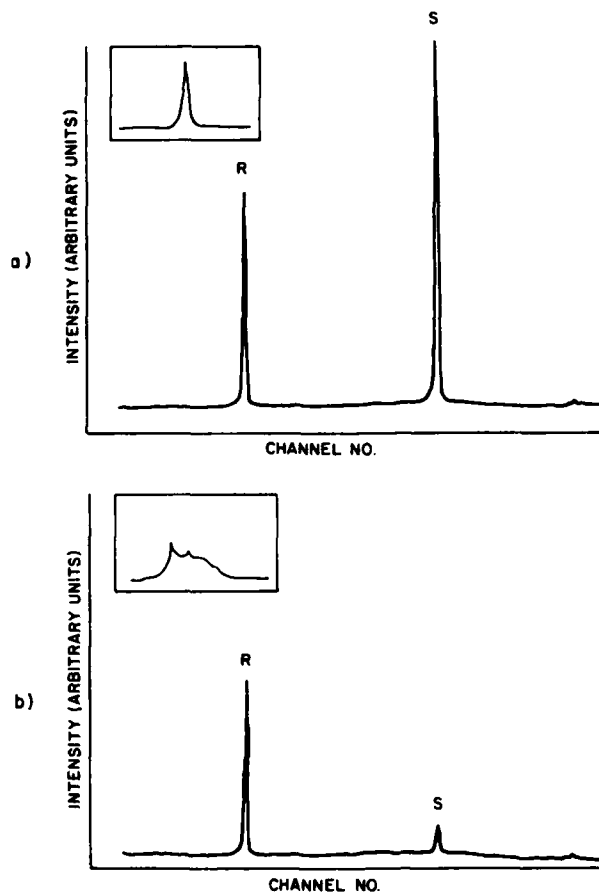 S
R
INTENSITY (ARBITRARY UNITS)
a)
CHANNEL NO.
R
S
INTENSITY (ARBITRARY UNITS)
b)
CHANNEL NO.